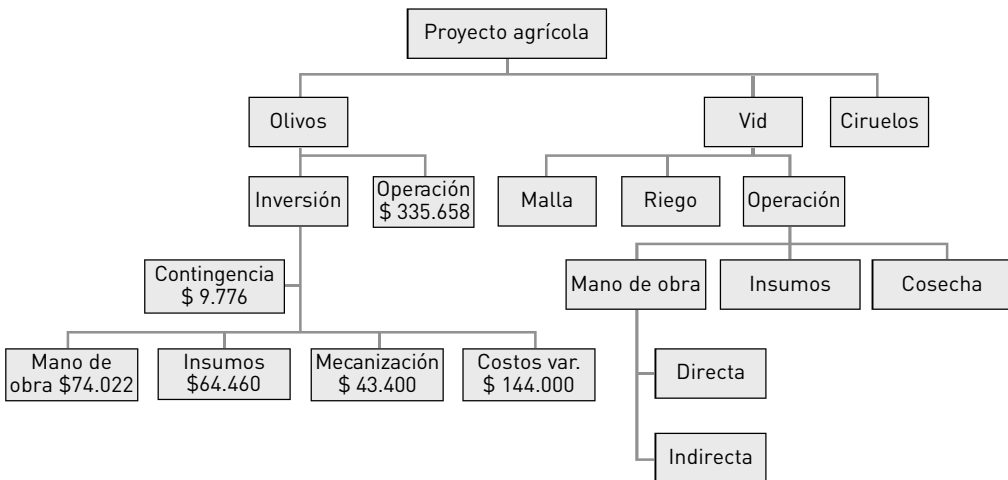 Proyecto agrícola
Olivos
Vid
Ciruelos
Inversión
Operación
$ 335.658
Malla
Riego
Operación
Contingencia
$ 9.776
Mano de obra
Insumos
Cosecha
Mano de
obra $74.022
Insumos
$64.460
Mecanización
$ 43.400
Costos var.
$ 144.000
Directa
Indirecta